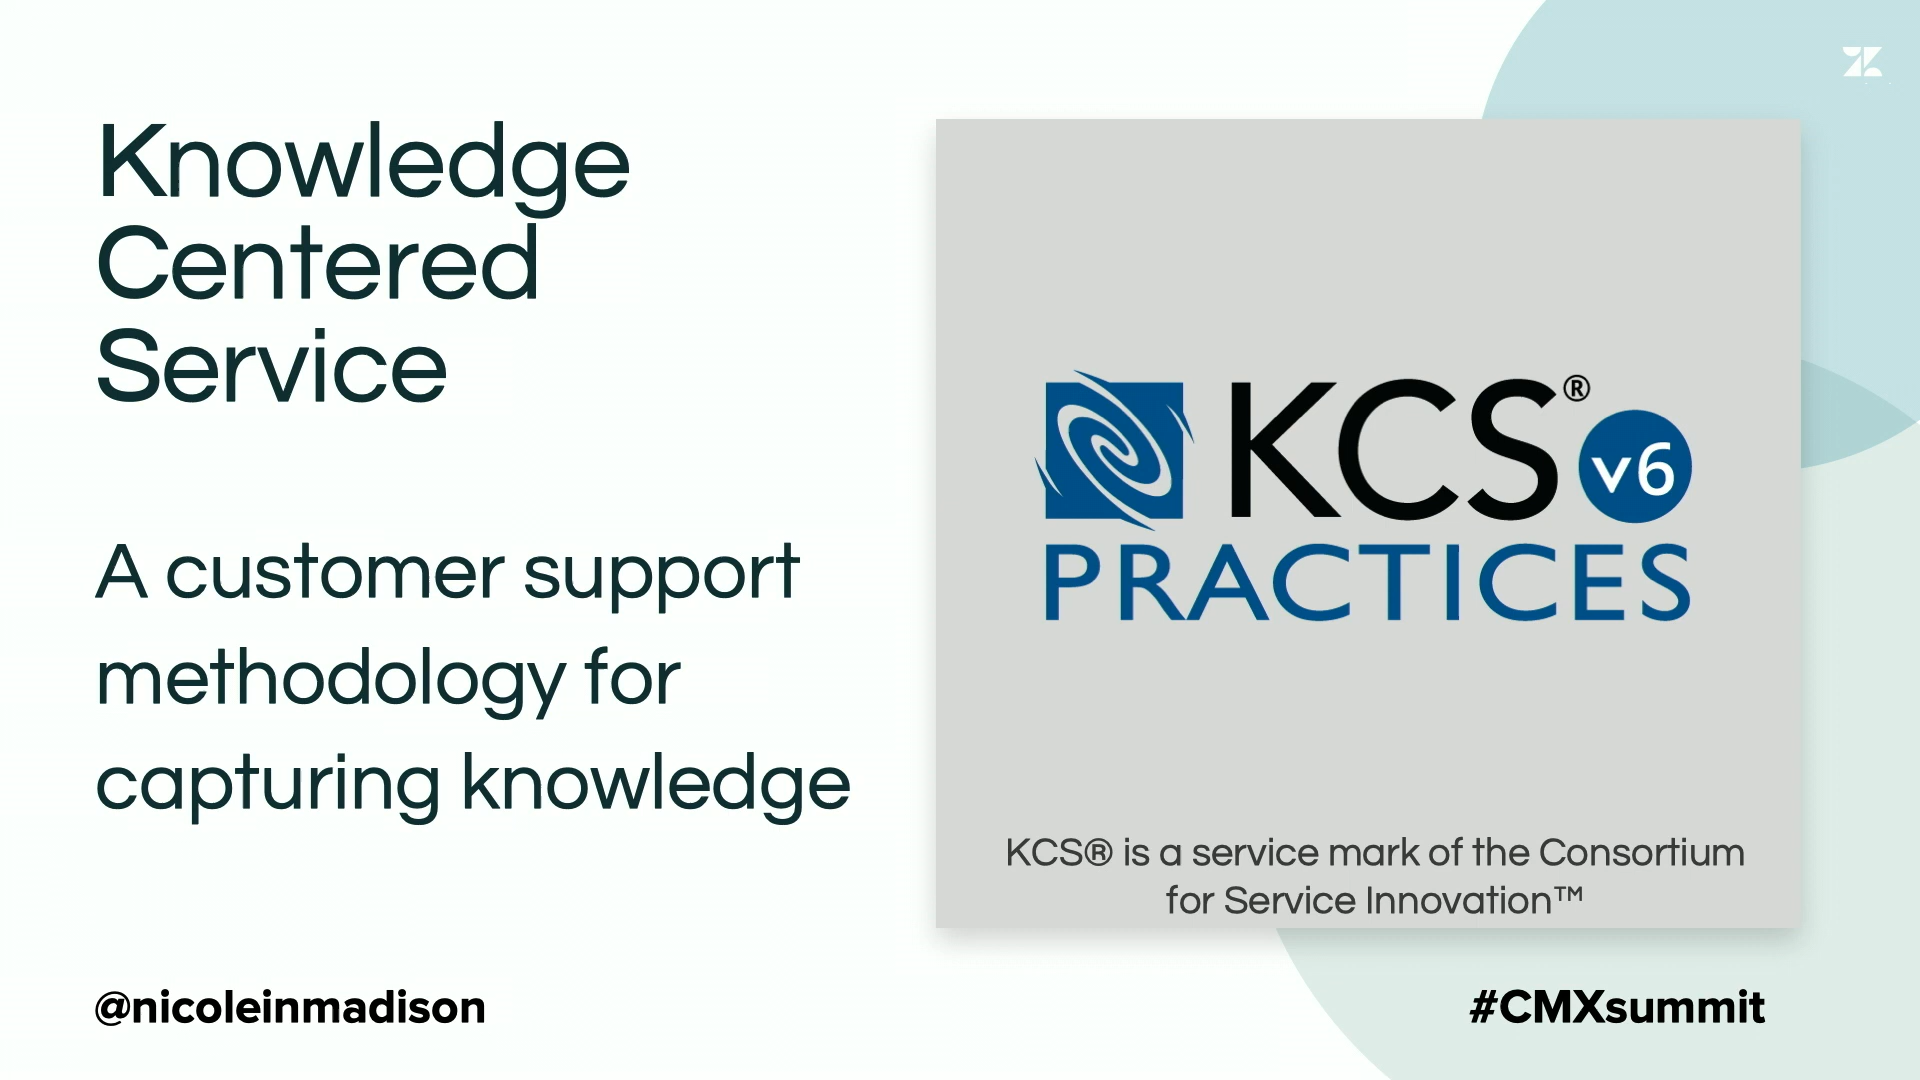 Knowledge
Centered
Service
A customer support
methodology for
capturing knowledge
KCS®
v6
PRACTICES
KCS® is a service mark of the Consortium
for Service Innovation™
@nicoleinmadison
#CMXsummit